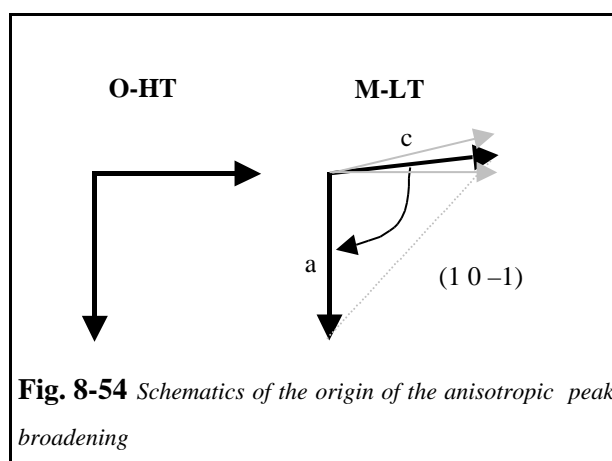 O-HT
M-LT
c
a
(1 0 –1)
Fig. 8-54 Schematics of the origin of the anisotropic peak
broadening